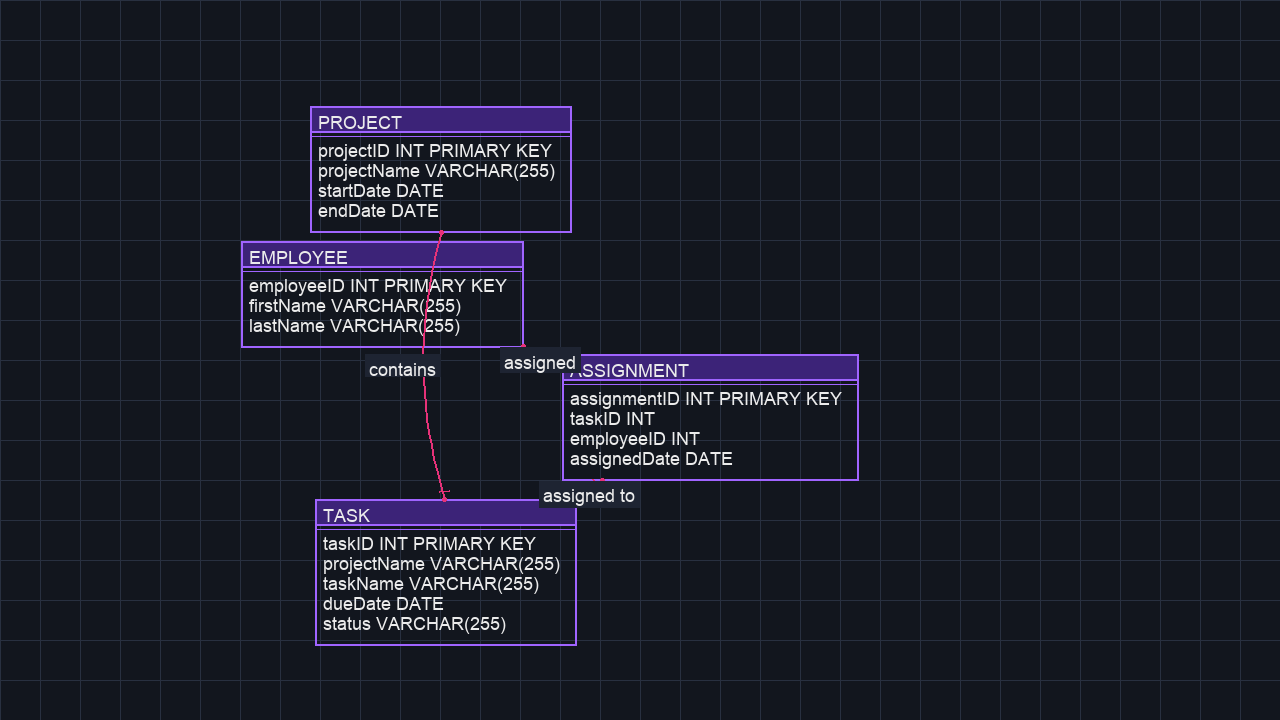 PROJECT
projectID INT PRIMARY KEY
projectName VARCHAR(255)
startDate DATE
endDate DATE
EMPLOYEE
employeeID INT PRIMARY KEY
firstName VARCHAR(255)
lastName VARCHAR(255)
contains
assigned
ASSIGNMENT
assignmentID INT PRIMARY KEY
taskID INT
employeeID INT
assignedDate DATE
assigned to
TASK
taskID INT PRIMARY KEY
projectName VARCHAR(255)
taskName VARCHAR(255)
dueDate DATE
status VARCHAR(255)